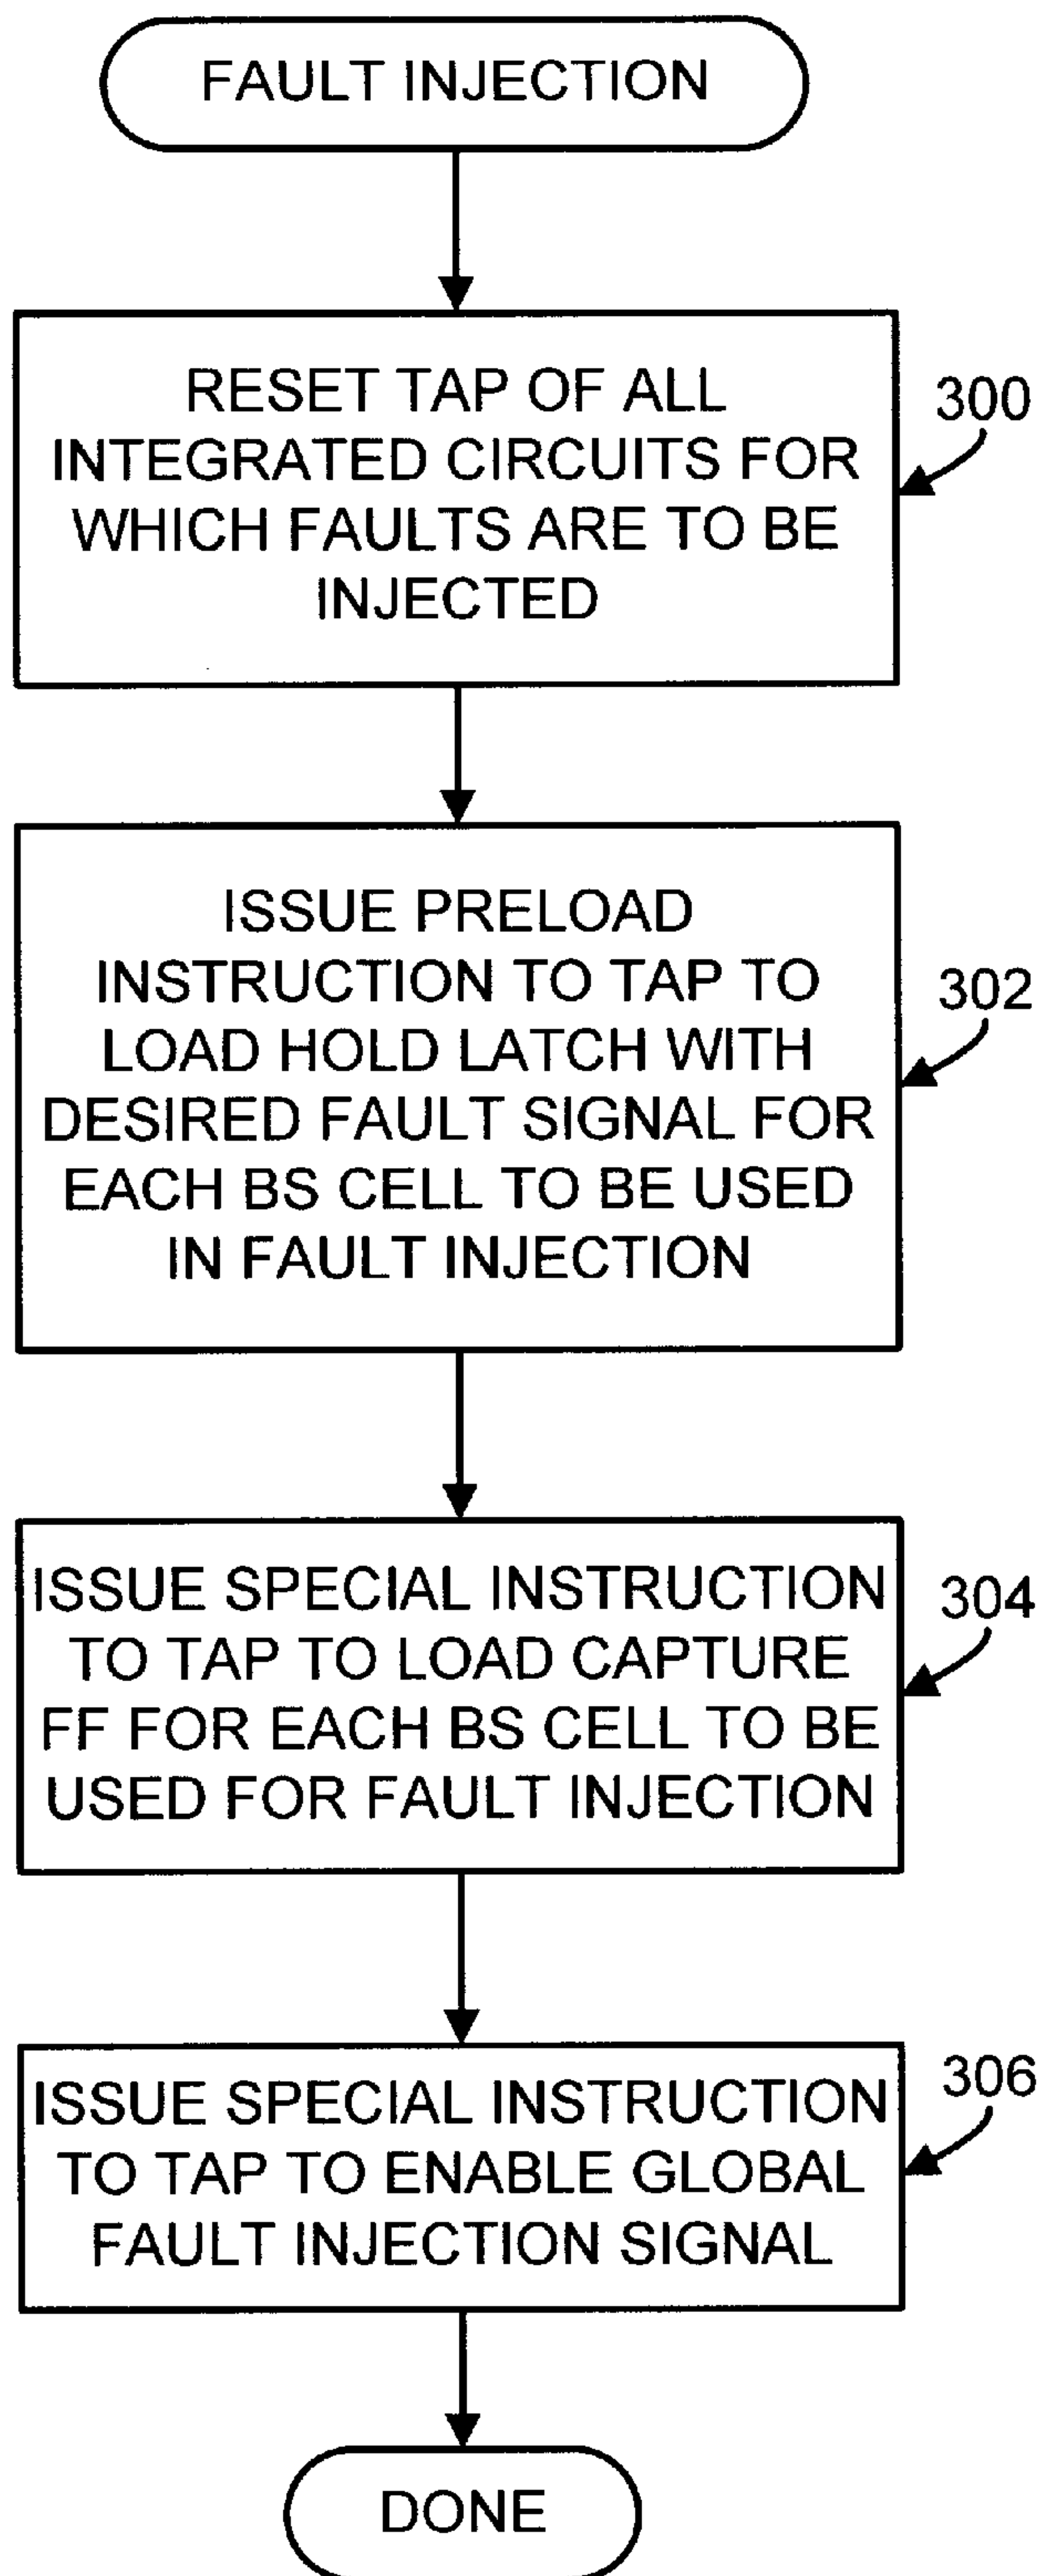 FAULT INJECTION
RESET TAP OF ALL
INTEGRATED CIRCUITS FOR
WHICH FAULTS ARE TO BE
INJECTED
300
ISSUE PRELOAD
INSTRUCTION TO TAP TO
LOAD HOLD LATCH WITH
DESIRED FAULT SIGNAL FOR
EACH BS CELL TO BE USED
IN FAULT INJECTION
302
ISSUE SPECIAL INSTRUCTION
TO TAP TO LOAD CAPTURE
FF FOR EACH BS CELL TO BE
USED FOR FAULT INJECTION
304
ISSUE SPECIAL INSTRUCTION
TO TAP TO ENABLE GLOBAL
FAULT INJECTION SIGNAL
306
DONE